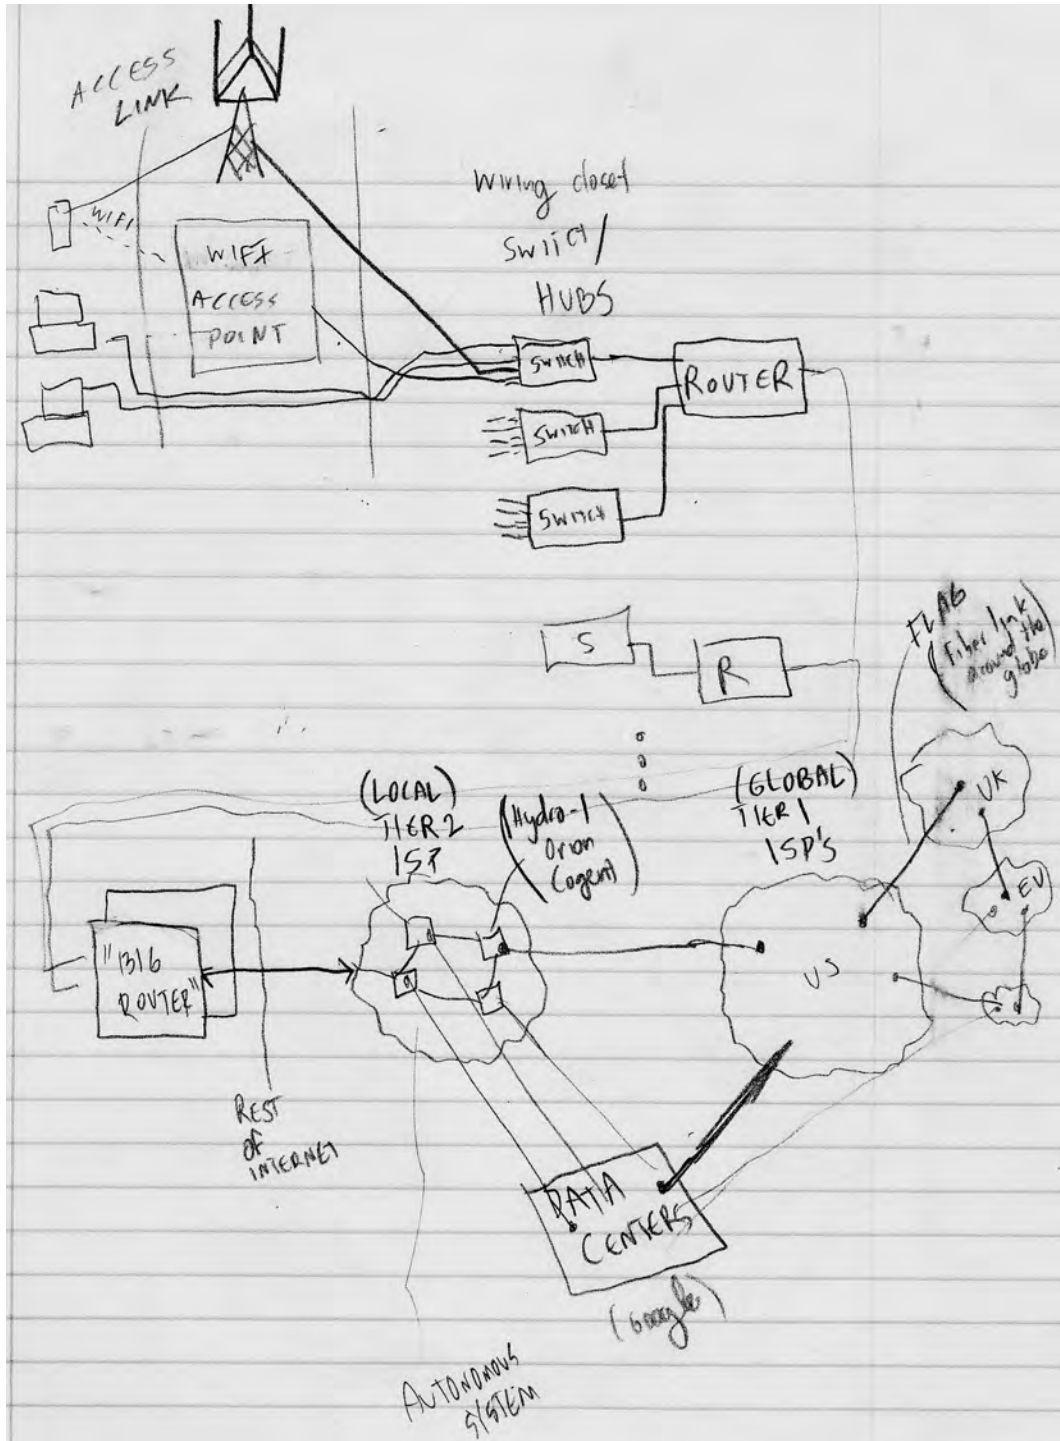 ACCESS
LINK
WIFI
WIFI
ACCESS
POINT
Wiring closet
SWITCH/
HUBS
SWITCH
SWITCH
SWITCH
ROUTER
S
R
FLAG
(Fiber link
around the
globe)
(LOCAL)
TIER 2
ISP
(Hydro-1
Orion
Cogent)
(GLOBAL)
TIER 1
ISP'S
UK
EU
US
"1316
ROUTER"
REST
OF
INTERNET
DATA
CENTERS
(Google)
AUTONOMOUS
SYSTEM